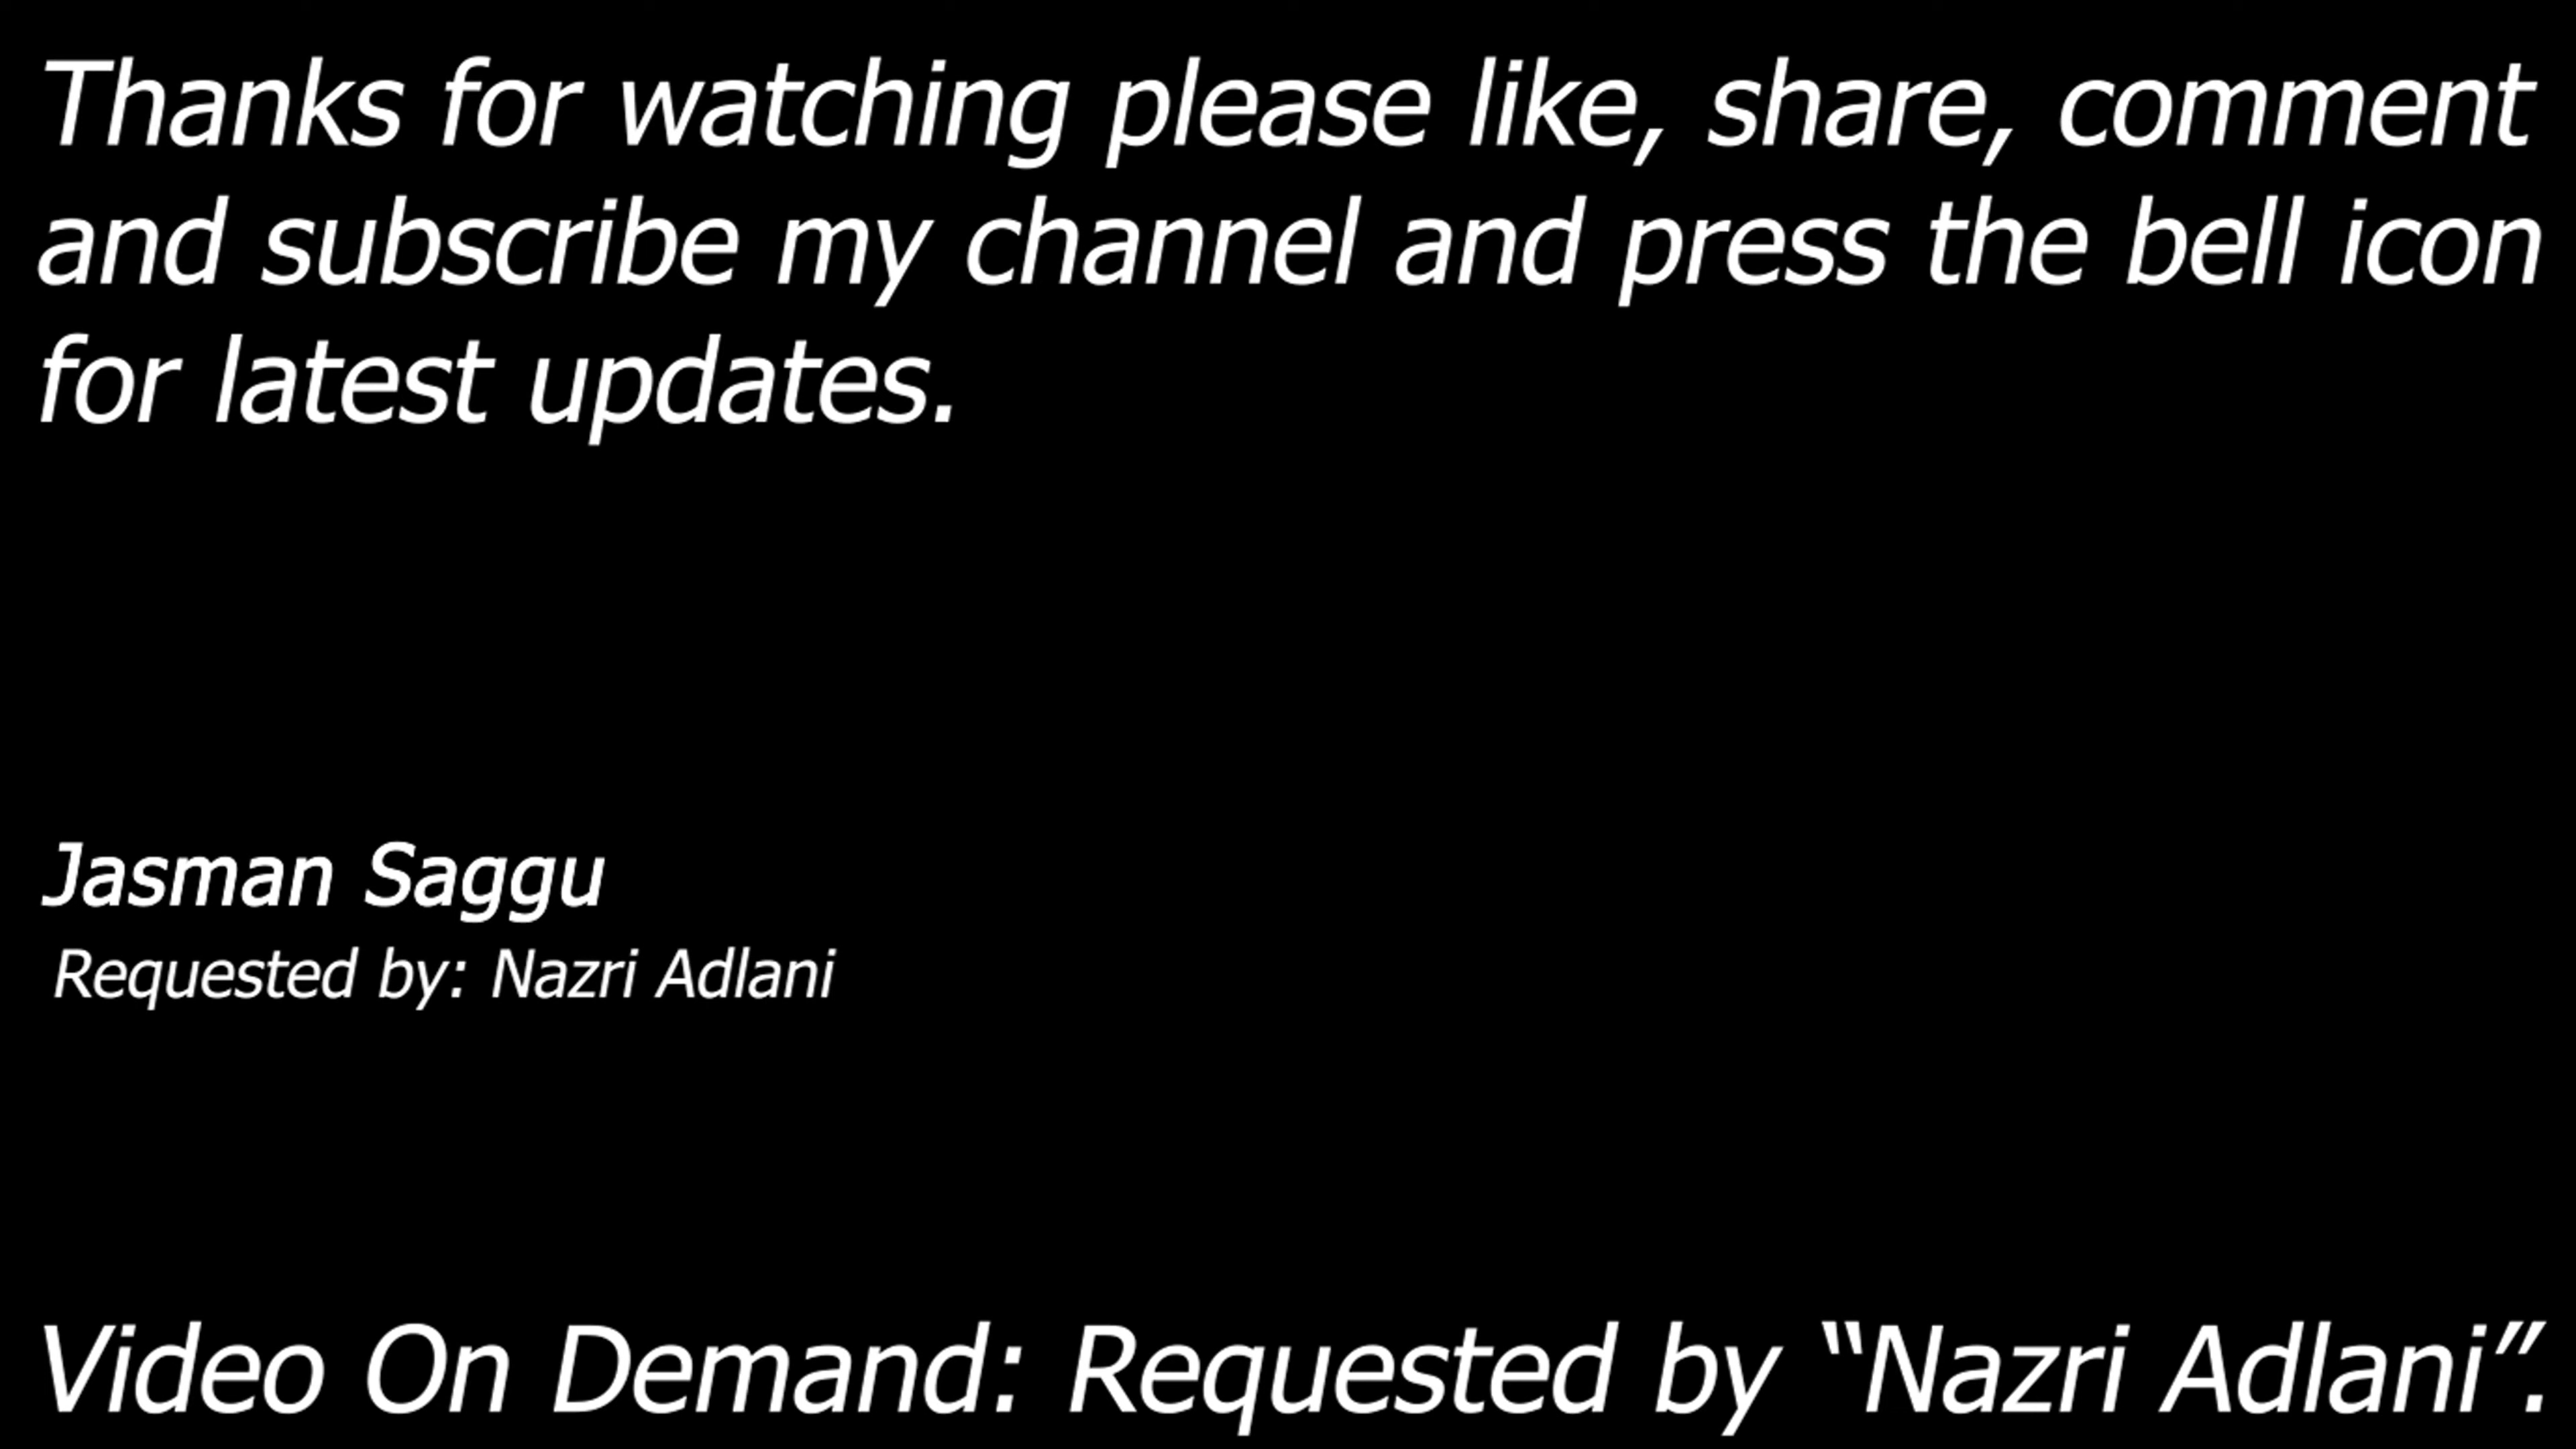 Thanks for watching please like, share, comment
and subscribe my channel and press the bell icon
for latest updates.
Jasman Saggu
Requested by: Nazri Adlani
Video On Demand: Requested by “Nazri Adlani”.